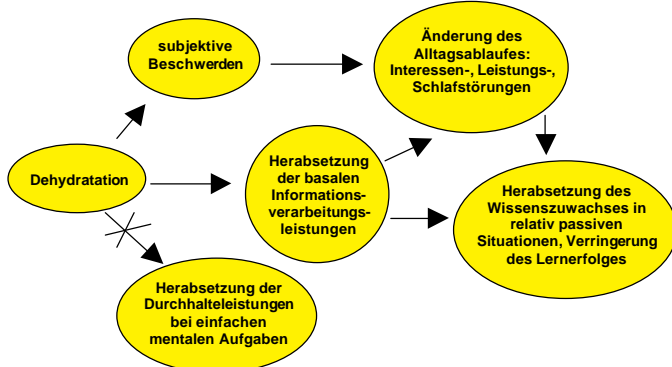 subjektive
Beschwerden
Änderung des
Alltagsablaufes:
Interessen-, Leistungs-,
Schlafstörungen
Dehydratation
Herabsetzung
der basalen
Informations-
verarbeitungs-
leistungen
Herabsetzung des
Wissenszuwachses in
relativ passiven
Situationen, Verringerung
des Lernerfolges
Herabsetzung der
Durchhalteleistungen
bei einfachen
mentalen Aufgaben